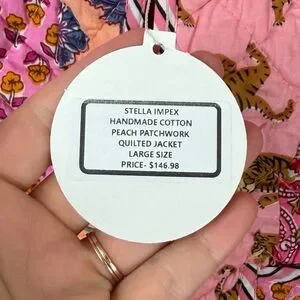 STELLA IMPEX
HANDMADE COTTON
PEACH PATCHWORK
QUILTED JACKET
LARGE SIZE
PRICE- $146.98